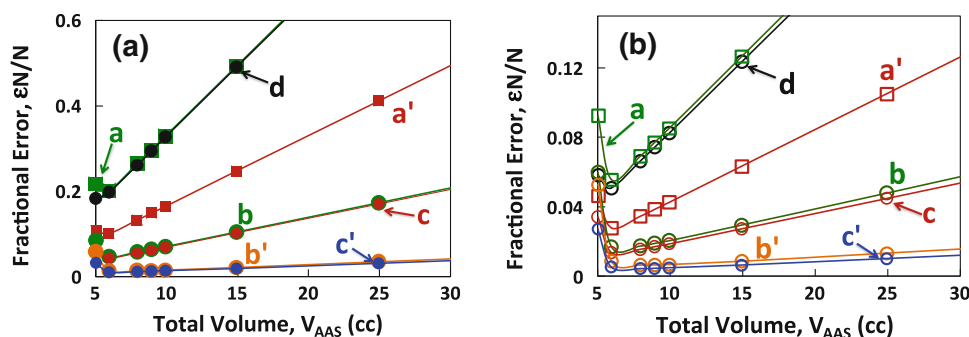 0.6
0.4
0.2
0
5
10
15
20
25
30
Fractional Error, εN/N
Total Volume, V_AAS (cc)
(a)
d
a
a'
b
c
b'
c'
0.12
0.08
0.04
0
5
10
15
20
25
30
Fractional Error, εN/N
Total Volume, V_AAS (cc)
(b)
d
a'
a
b
c
c'
b'